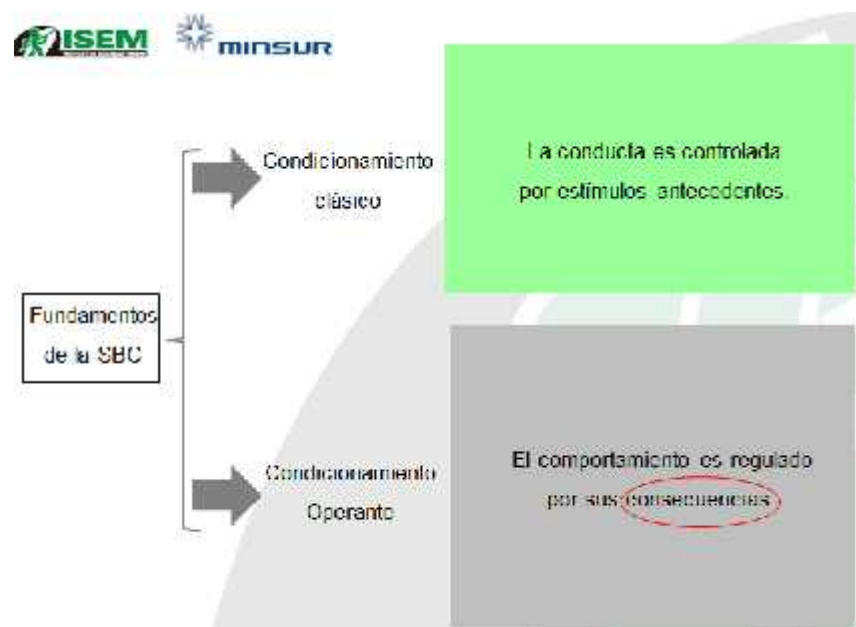 ISEM
minsur
Condicionamiento
clásico
La conducta es controlada
por estímulos antecedentes.
Fundamentos
de la SBC
Condicionamiento
Operante
El comportamiento es regulado
por sus consecuencias